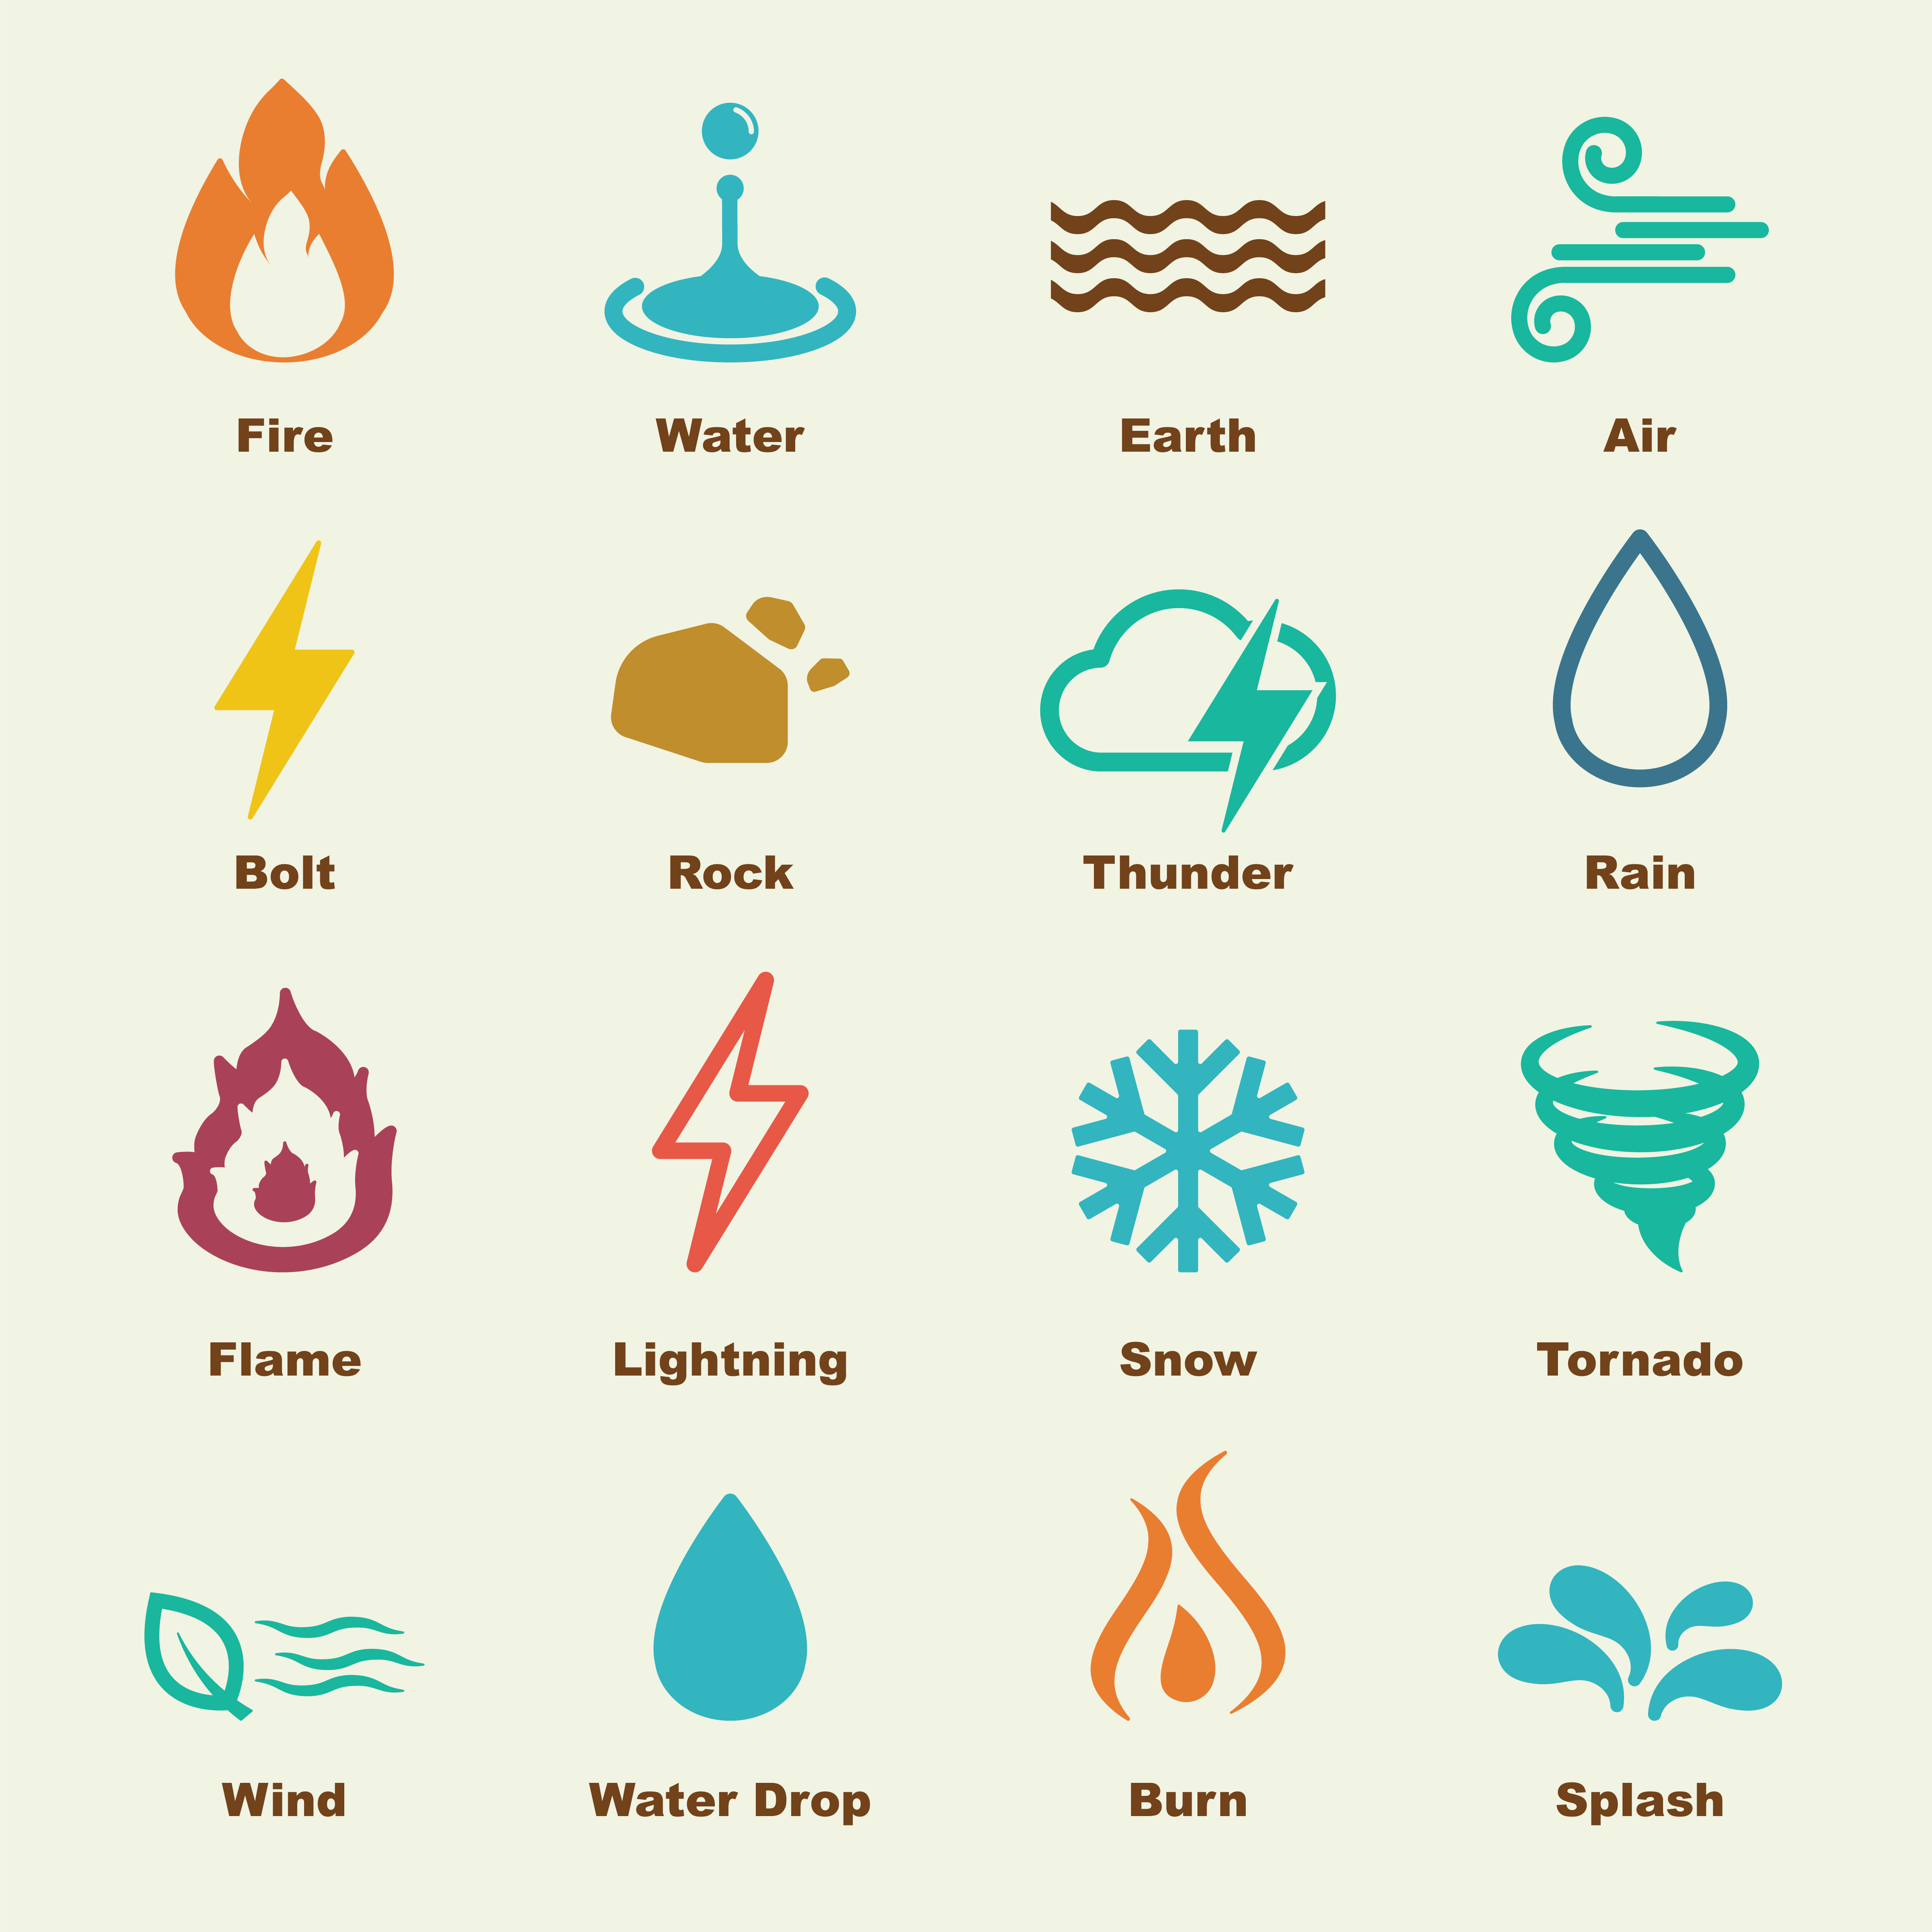 Fire
Water
Earth
Air
Bolt
Rock
Thunder
Rain
Flame
Lightning
Snow
Tornado
Wind
Water Drop
Burn
Splash